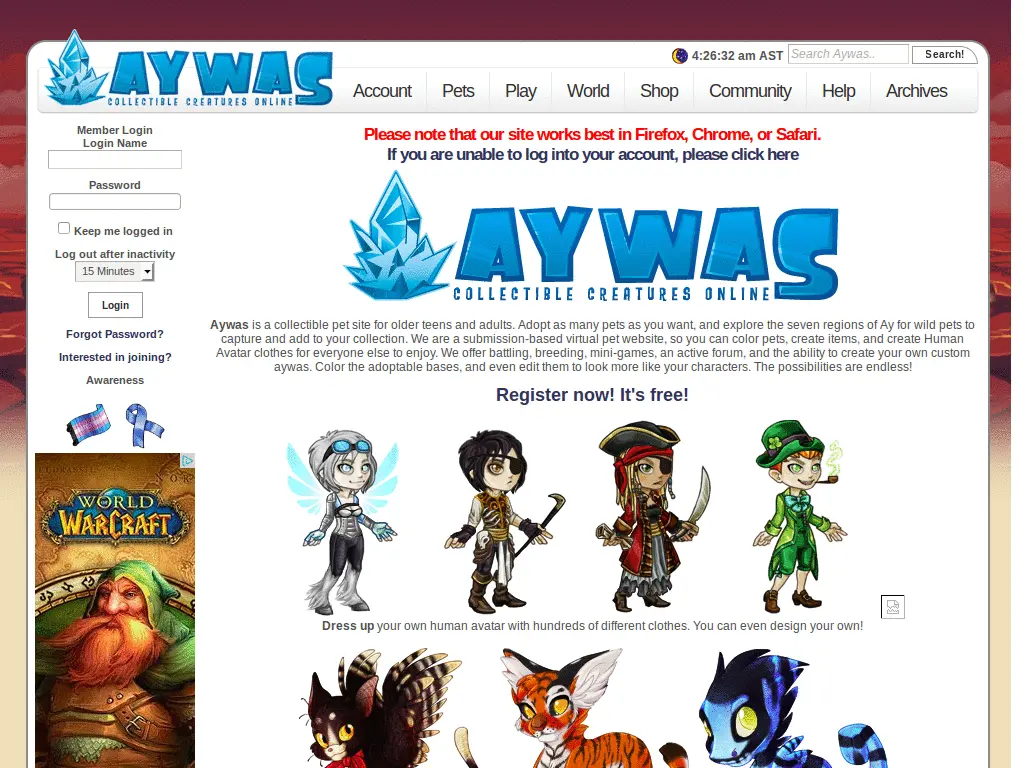 AYWAS
COLLECTIBLE CREATURES ONLINE
4:26:32 am AST
Search Aywas..
Search!
Account
Pets
Play
World
Shop
Community
Help
Archives
Member Login
Login Name
Password
Keep me logged in
Log out after inactivity
15 Minutes
Login
Forgot Password?
Interested in joining?
Awareness
WORLD
OF
WARCRAFT
Please note that our site works best in Firefox, Chrome, or Safari.
If you are unable to log into your account, please click here
AYWAS
COLLECTIBLE CREATURES ONLINE
Aywas is a collectible pet site for older teens and adults. Adopt as many pets as you want, and explore the seven regions of Ay for wild pets to
capture and add to your collection. We are a submission-based virtual pet website, so you can color pets, create items, and create Human
Avatar clothes for everyone else to enjoy. We offer battling, breeding, mini-games, an active forum, and the ability to create your own custom
aywas. Color the adoptable bases, and even edit them to look more like your characters. The possibilities are endless!
Register now! It's free!
Dress up your own human avatar with hundreds of different clothes. You can even design your own!